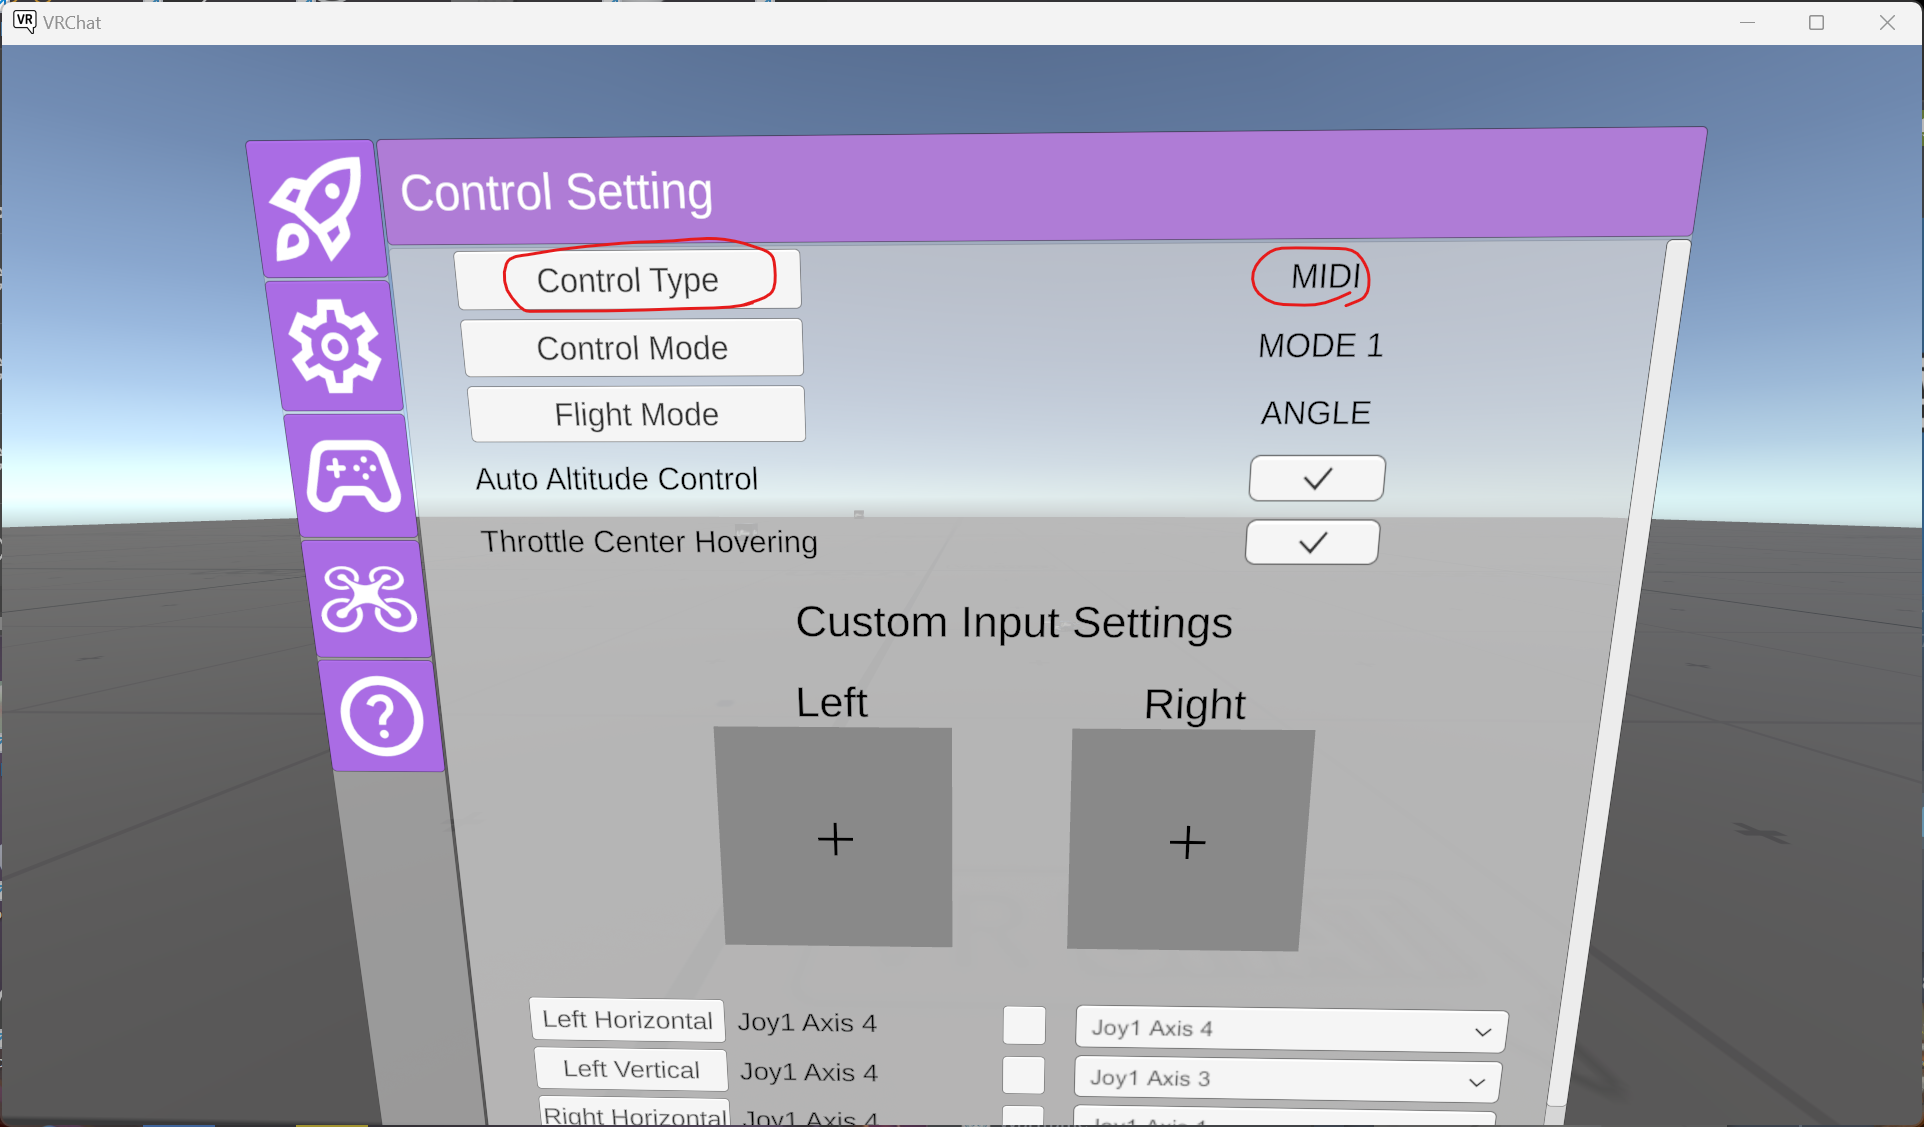 VR VRChat
Control Setting
Control Type MIDI
Control Mode MODE 1
Flight Mode ANGLE
Auto Altitude Control
Throttle Center Hovering
Custom Input Settings
Left Right
Left Horizontal Joy1 Axis 4 Joy1 Axis 4
Left Vertical Joy1 Axis 4 Joy1 Axis 3
Right Horizontal Joy1 Axis 4